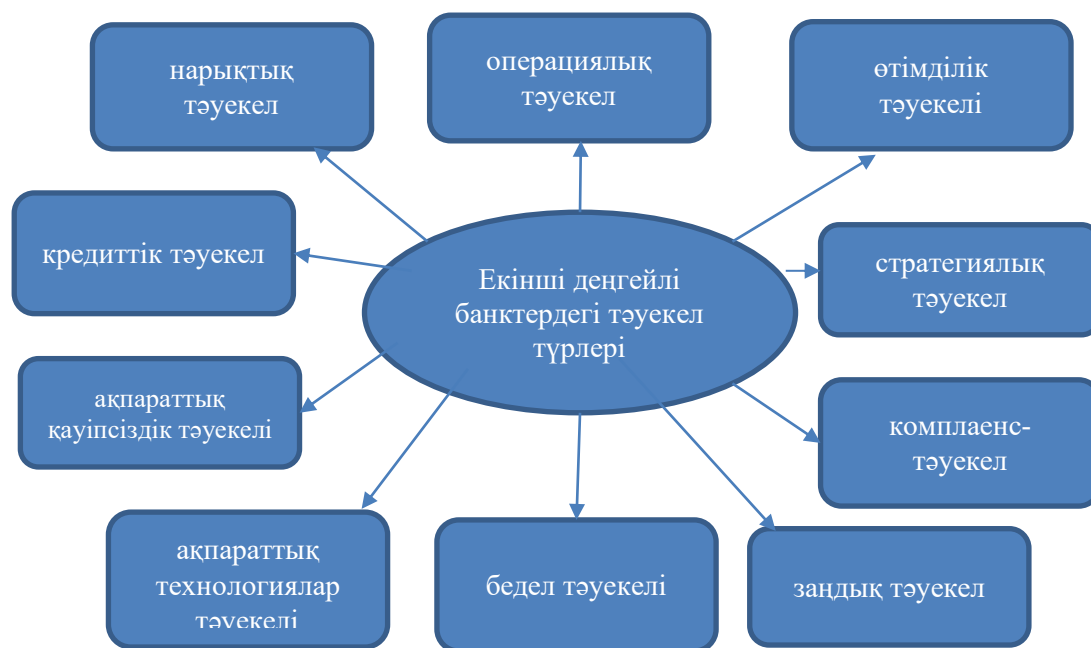 нарықтық
тәуекел
операциялық
тәуекел
өтімділік
тәуекелі
кредиттік тәуекел
Екінші деңгейлі
банктердегі тәуекел
түрлері
стратегиялық
тәуекел
ақпараттық
қауіпсіздік тәуекелі
комплаенс-
тәуекел
ақпараттық
технологиялар
тәуекелі
бедел тәуекелі
заңдық тәуекел